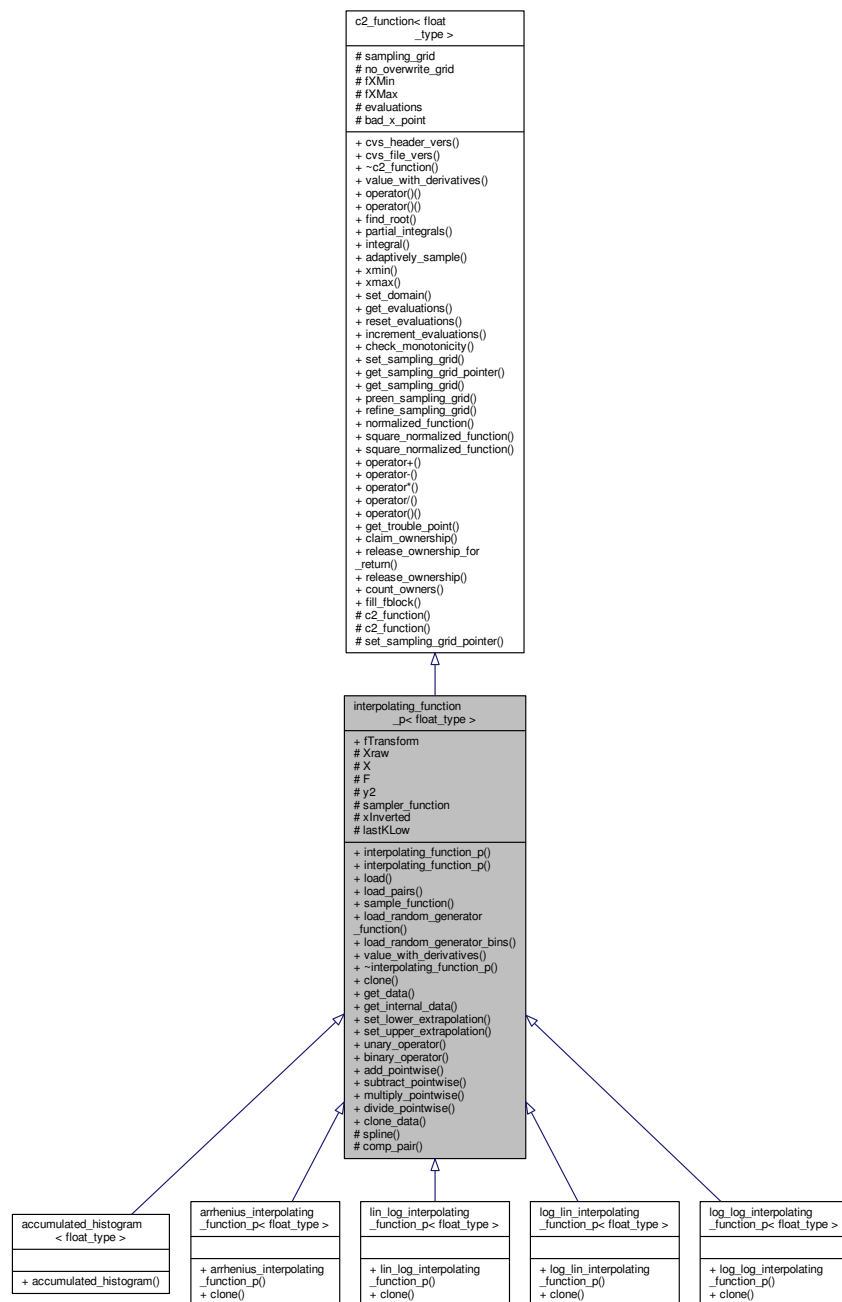 c2_function< float
_type >
# sampling_grid
# no_overwrite_grid
# fXMin
# fXMax
# evaluations
# bad_x_point
+ cvs_header_vers()
+ cvs_file_vers()
+ ~c2_function()
+ value_with_derivatives()
+ operator()()
+ operator()()
+ find_root()
+ partial_integrals()
+ integral()
+ adaptively_sample()
+ xmin()
+ xmax()
+ set_domain()
+ get_evaluations()
+ reset_evaluations()
+ increment_evaluations()
+ check_monotonicity()
+ set_sampling_grid()
+ get_sampling_grid_pointer()
+ get_sampling_grid()
+ preen_sampling_grid()
+ refine_sampling_grid()
+ normalized_function()
+ square_normalized_function()
+ square_normalized_function()
+ operator+()
+ operator-()
+ operator*()
+ operator/()
+ operator()()
+ get_trouble_point()
+ claim_ownership()
+ release_ownership_for
_return()
+ release_ownership()
+ count_owners()
+ fill_fblock()
# c2_function()
# c2_function()
# set_sampling_grid_pointer()
interpolating_function
_p< float_type >
+ fTransform
# Xraw
# X
# F
# y2
# sampler_function
# xInverted
# lastKLow
+ interpolating_function_p()
+ interpolating_function_p()
+ load()
+ load_pairs()
+ sample_function()
+ load_random_generator
_function()
+ load_random_generator_bins()
+ value_with_derivatives()
+ ~interpolating_function_p()
+ clone()
+ get_data()
+ get_internal_data()
+ set_lower_extrapolation()
+ set_upper_extrapolation()
+ unary_operator()
+ binary_operator()
+ add_pointwise()
+ subtract_pointwise()
+ multiply_pointwise()
+ divide_pointwise()
+ clone_data()
# spline()
# comp_pair()
accumulated_histogram
< float_type >
+ accumulated_histogram()
arrhenius_interpolating
_function_p< float_type >
+ arrhenius_interpolating
_function_p()
+ clone()
lin_log_interpolating
_function_p< float_type >
+ lin_log_interpolating
_function_p()
+ clone()
log_lin_interpolating
_function_p< float_type >
+ log_lin_interpolating
_function_p()
+ clone()
log_log_interpolating
_function_p< float_type >
+ log_log_interpolating
_function_p()
+ clone()